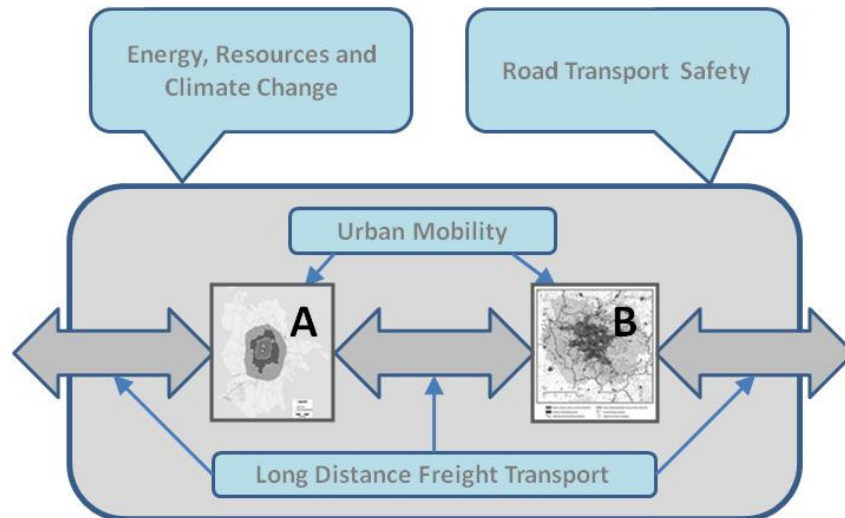 Energy, Resources and
Climate Change
Road Transport Safety
Urban Mobility
A
B
Long Distance Freight Transport